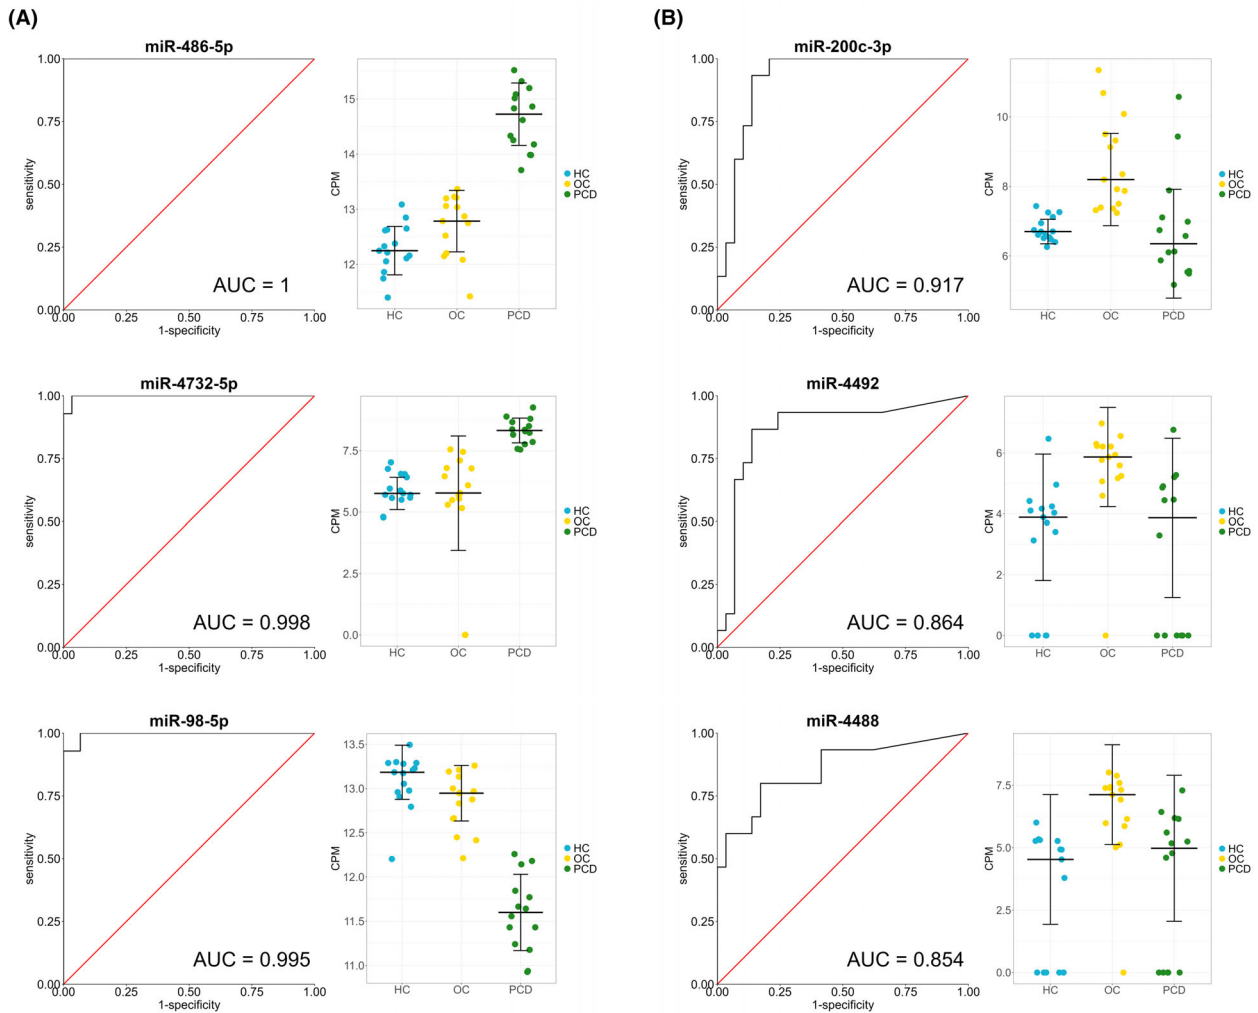 (A)
miR-486-5p
1.00
0.75
0.50
0.25
0.00
sensitivity
0.00 0.25 0.50 0.75 1.00
1-specificity
AUC = 1
15
14
13
12
CPM
HC OC PCD
HC
OC
PCD
miR-4732-5p
1.00
0.75
0.50
0.25
0.00
sensitivity
0.00 0.25 0.50 0.75 1.00
1-specificity
AUC = 0.998
7.5
5.0
2.5
0.0
CPM
HC OC PCD
HC
OC
PCD
miR-98-5p
1.00
0.75
0.50
0.25
0.00
sensitivity
0.00 0.25 0.50 0.75 1.00
1-specificity
AUC = 0.995
13.5
13.0
12.5
12.0
11.5
11.0
CPM
HC OC PCD
HC
OC
PCD
(B)
miR-200c-3p
1.00
0.75
0.50
0.25
0.00
sensitivity
0.00 0.25 0.50 0.75 1.00
1-specificity
AUC = 0.917
10
8
6
CPM
HC OC PCD
HC
OC
PCD
miR-4492
1.00
0.75
0.50
0.25
0.00
sensitivity
0.00 0.25 0.50 0.75 1.00
1-specificity
AUC = 0.864
6
4
2
0
CPM
HC OC PCD
HC
OC
PCD
miR-4488
1.00
0.75
0.50
0.25
0.00
sensitivity
0.00 0.25 0.50 0.75 1.00
1-specificity
AUC = 0.854
7.5
5.0
2.5
0.0
CPM
HC OC PCD
HC
OC
PCD